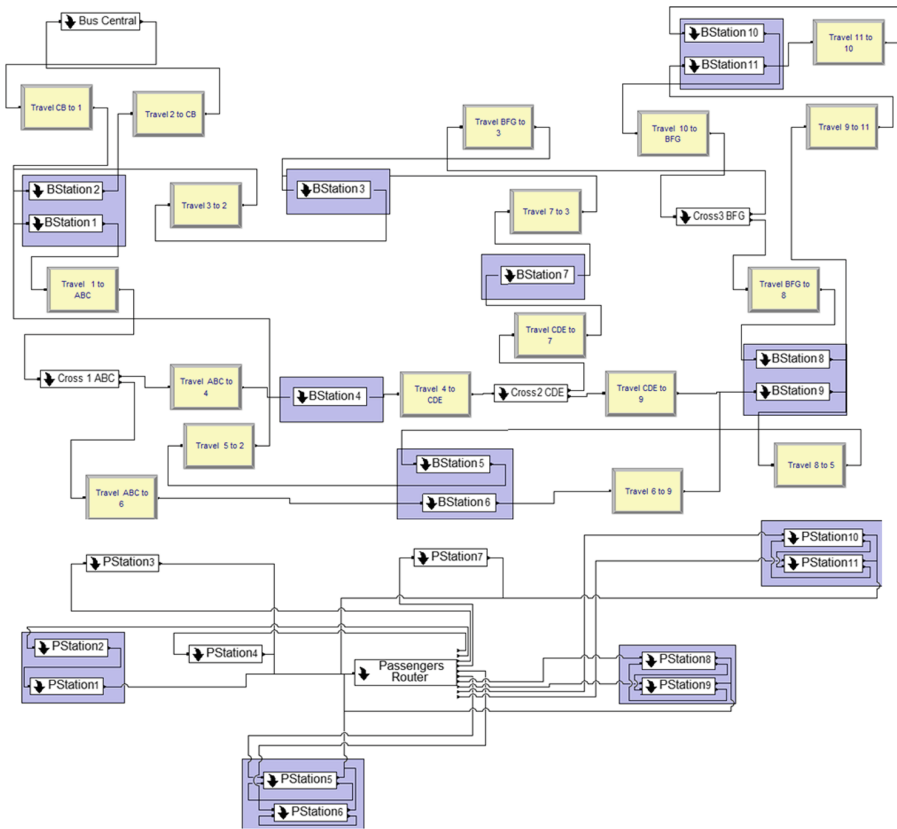 Bus Central
BStation 10
BStation 11
Travel 11 to
10
Travel CB to 1
Travel 2 to CB
Travel BFG to
3
Travel 10 to
BFG
Travel 9 to 11
BStation 2
BStation 1
Travel 3 to 2
BStation 3
Travel 7 to 3
Cross3 BFG
Travel 1 to
ABC
BStation 7
Travel BFG to
8
Travel CDE to
7
BStation 8
BStation 9
Cross 1 ABC
Travel ABC to
4
BStation 4
Travel 4 to
CDE
Cross2 CDE
Travel CDE to
9
Travel 5 to 2
BStation 5
BStation 6
Travel 8 to 5
Travel ABC to
6
Travel 6 to 9
PStation3
PStation7
PStation10
PStation11
PStation2
PStation1
PStation4
Passengers
Router
PStation8
PStation9
PStation5
PStation6